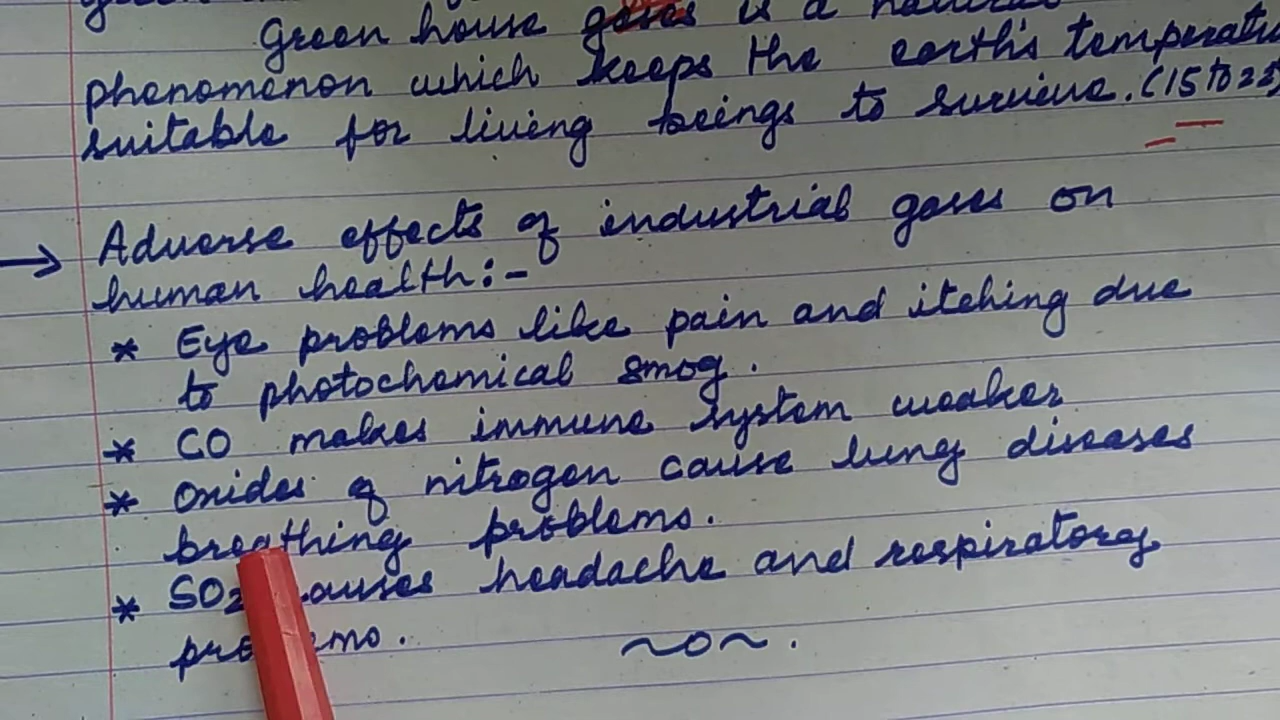 Green house gases is a natural
phenomenon which keeps the earth's temperatu
suitable for living beings to survive. (15 to 22
→ Adverse effects of industrial gases on
human health:-
* Eye problems like pain and itching due
to photochemical smog.
* CO makes immune system weaker
* Oxides of nitrogen cause lung diseases
breathing problems.
* SO2 causes headache and respiratory
problems.
~o~.